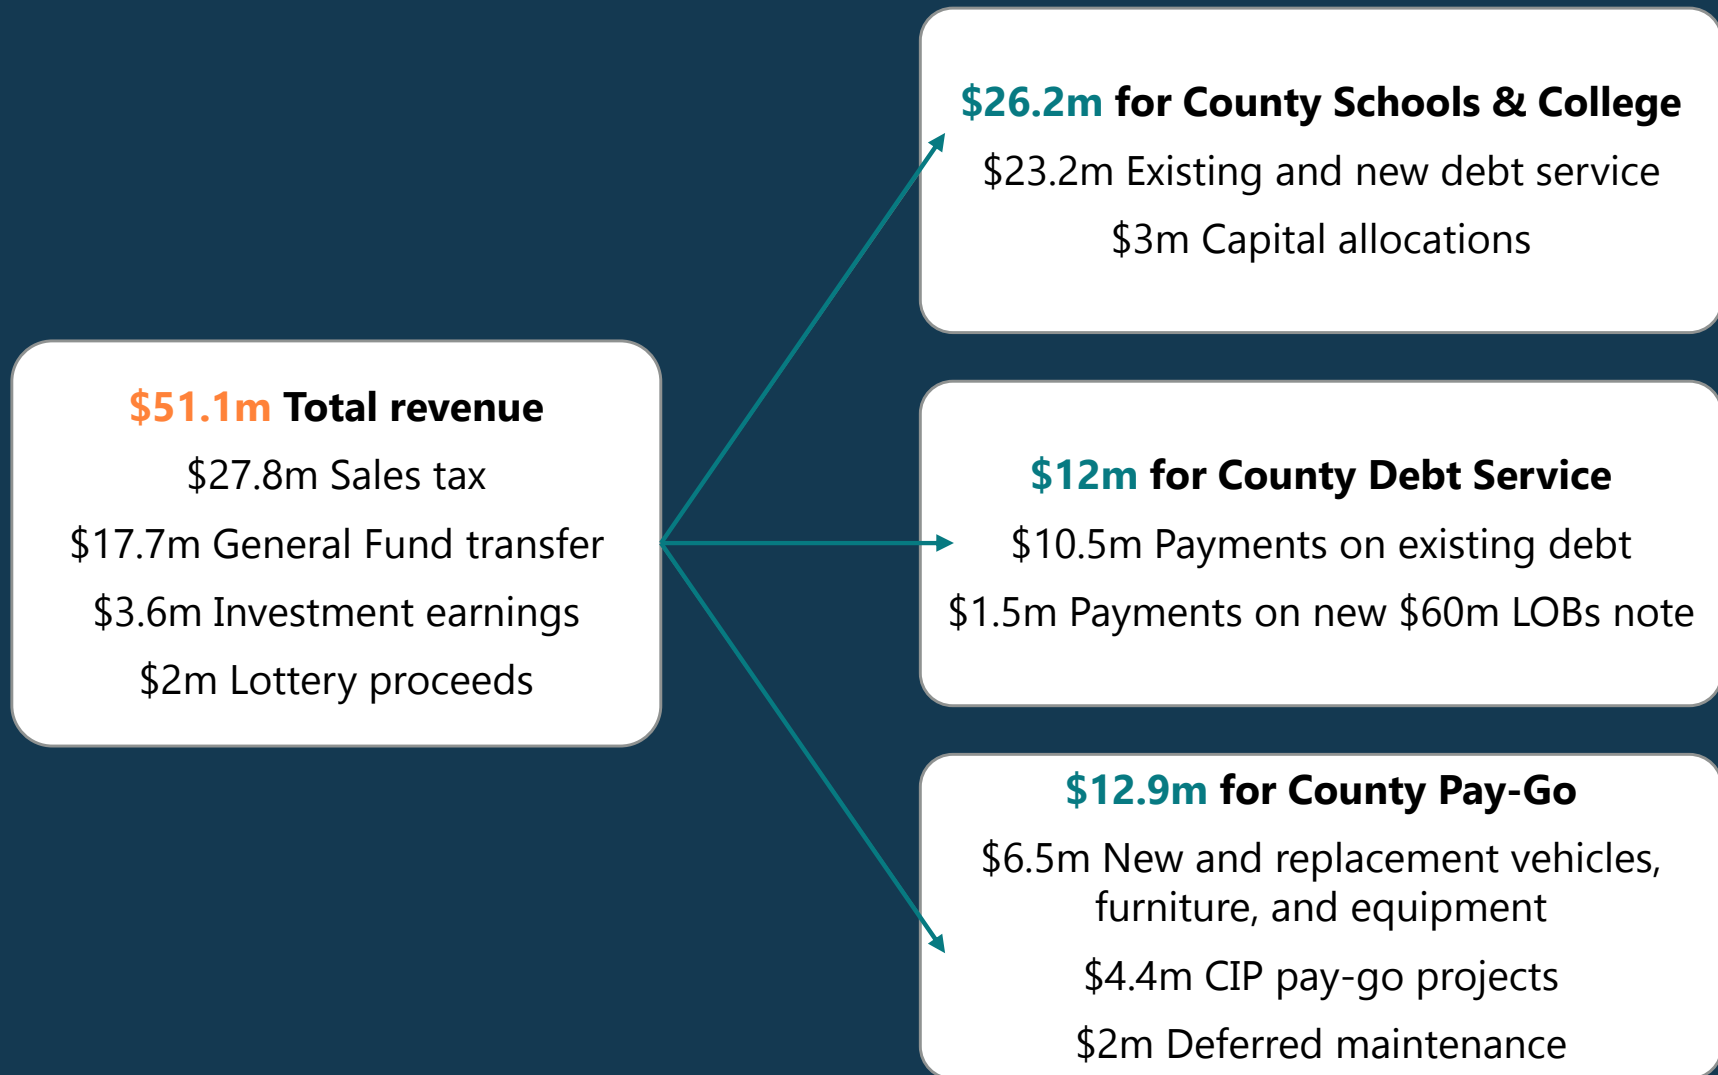 $51.1m Total revenue
$27.8m Sales tax
$17.7m General Fund transfer
$3.6m Investment earnings
$2m Lottery proceeds
$26.2m for County Schools & College
$23.2m Existing and new debt service
$3m Capital allocations
$12m for County Debt Service
$10.5m Payments on existing debt
$1.5m Payments on new $60m LOBs note
$12.9m for County Pay-Go
$6.5m New and replacement vehicles,
furniture, and equipment
$4.4m CIP pay-go projects
$2m Deferred maintenance